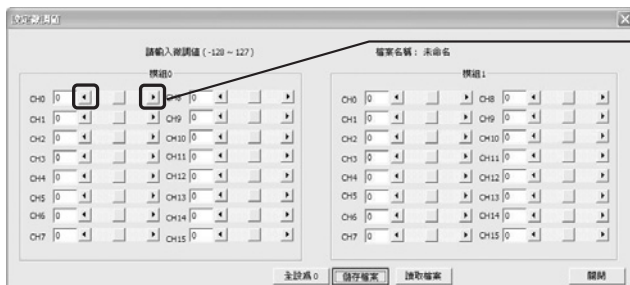 設定微調值
請輸入微調值 ( -128 ~ 127)
檔案名稱： 未命名
模組0
模組1
CH0 0 CH8 0 CH0 0 CH8 0
CH1 0 CH9 0 CH1 0 CH9 0
CH2 0 CH10 0 CH2 0 CH10 0
CH3 0 CH11 0 CH3 0 CH11 0
CH4 0 CH12 0 CH4 0 CH12 0
CH5 0 CH13 0 CH5 0 CH13 0
CH6 0 CH14 0 CH6 0 CH14 0
CH7 0 CH15 0 CH7 0 CH15 0
全設為 0 儲存檔案 讀取檔案 關閉